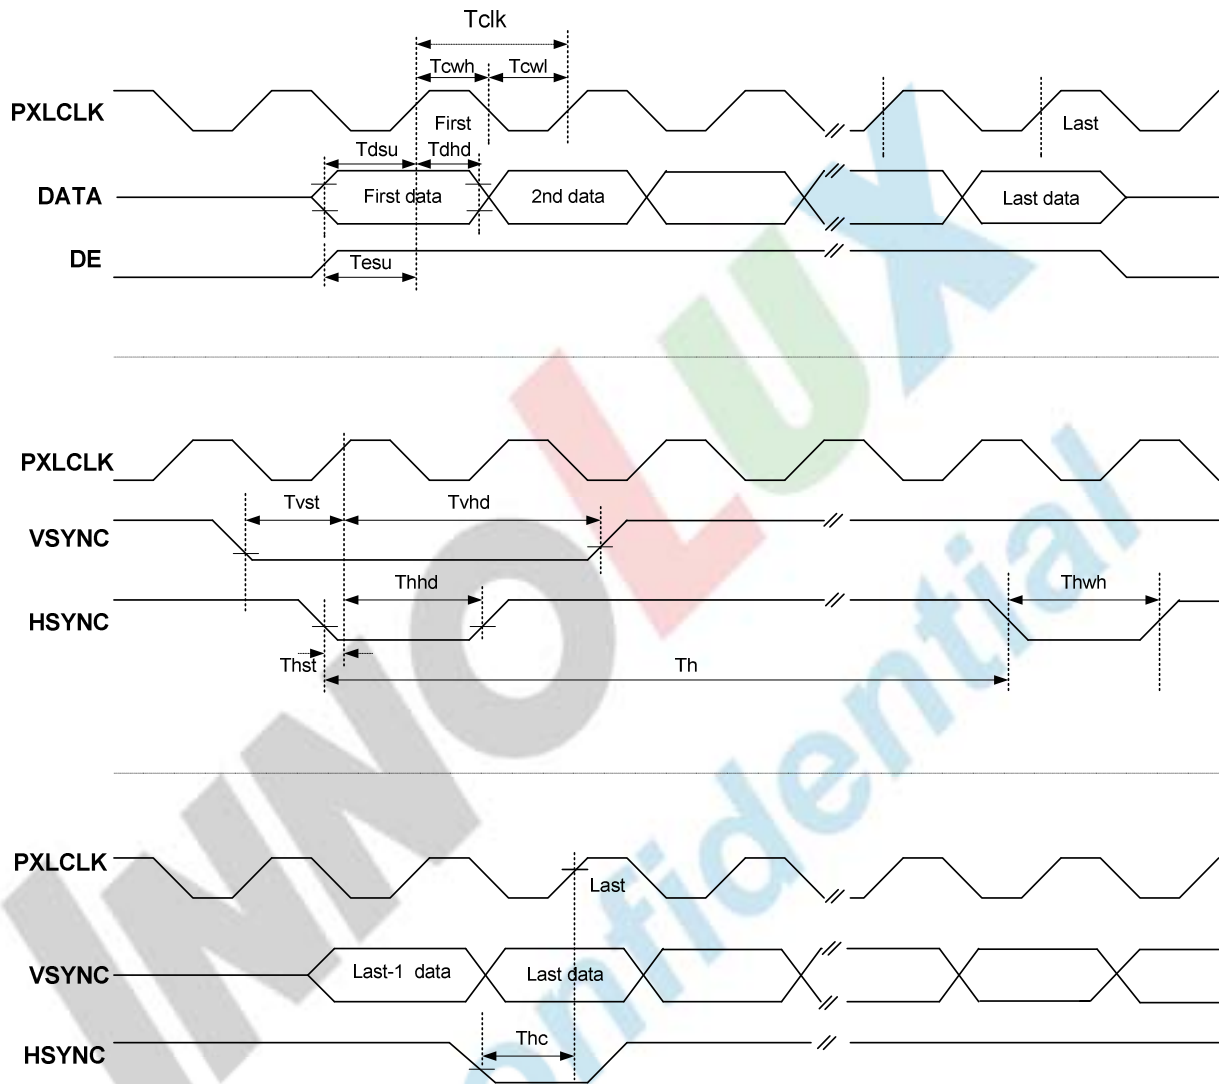 Tclk
Tcwh Tcwl
PXLCLK
First
Last
Tdsu Tdhd
DATA
First data
2nd data
Last data
DE
Tesu
PXLCLK
Tvst
Tvhd
VSYNC
Thhd
Thwh
HSYNC
Thst
Th
PXLCLK
Last
VSYNC
Last-1 data
Last data
HSYNC
Thc
INNOLUX
Confidential